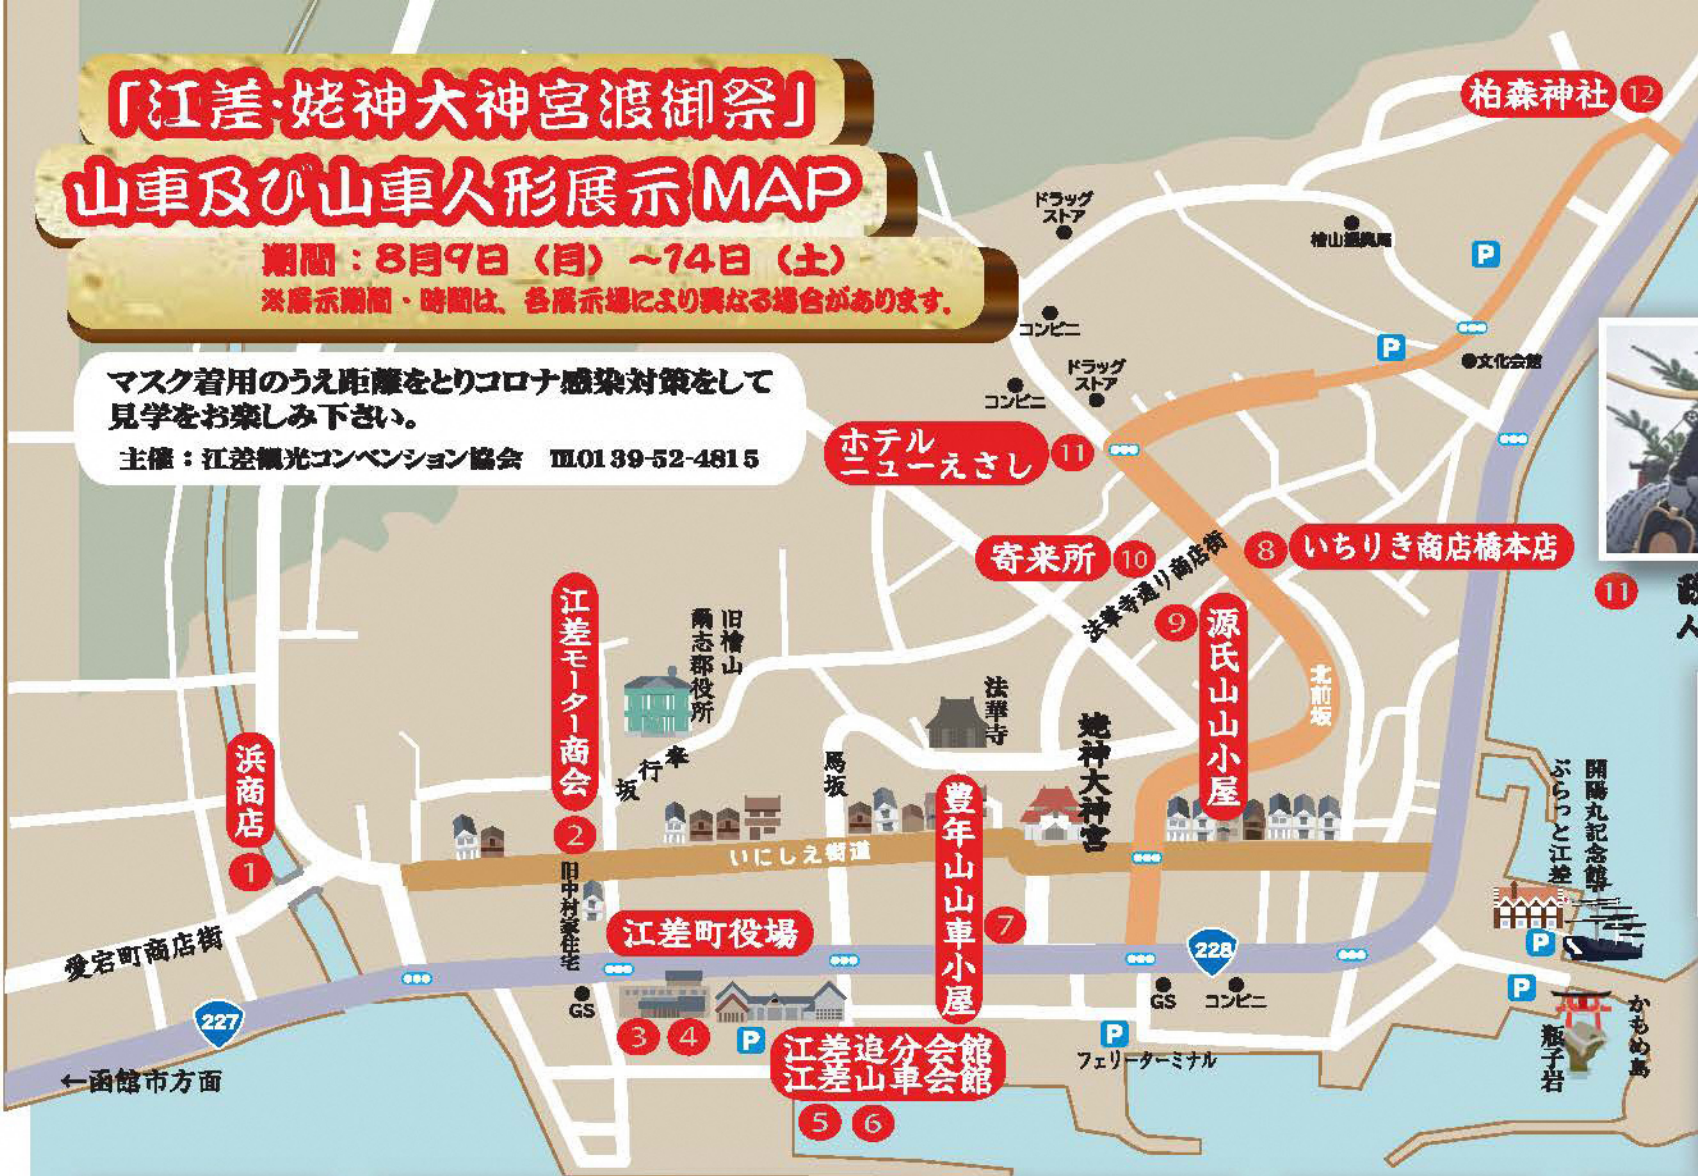 「江差・姥神大神宮渡御祭」
山車及び山車人形展示MAP
期間：8月9日（月）～14日（土）
※展示期間・時間は、各展示場により異なる場合があります。
マスク着用のうえ距離をとりコロナ感染対策をして
見学をお楽しみ下さい。
主催：江差観光コンベンション協会 ℡0139-52-4815
柏森神社 12
ドラッグ
ストア
檜山振興局
P
コンビニ
P
文化会館
ドラッグ
ストア
コンビニ
ホテル
ニューえさし 11
寄来所 10
法華寺通り商店街
8 いちりき商店橋本店
11
人
9 源氏山山小屋
北前坂
江差モーター商会 2
旧檜山
爾志郡役所
奉行坂
馬坂
法華寺
姥神大神宮
浜商店 1
豊年山山車小屋 7
いにしえ街道
旧中村家住宅
江差町役場
愛宕町商店街
227
228
←函館市方面
GS
3 4
P
江差追分会館
江差山車会館
5 6
GS
コンビニ
P
フェリーターミナル
開陽丸記念館
ぷらっと江差
P
P
かもめ島
瓶子岩